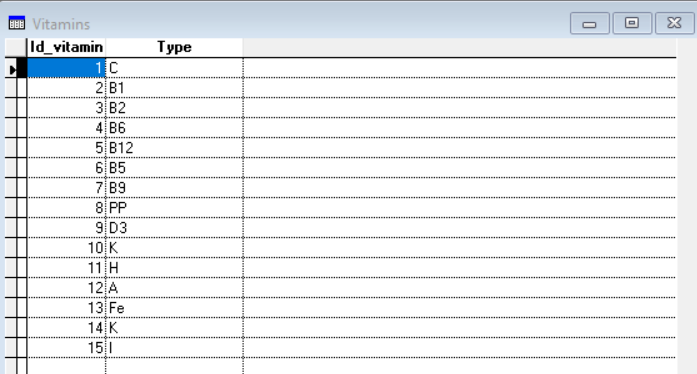 Vitamins
Id_vitamin Type
1 C
2 B1
3 B2
4 B6
5 B12
6 B5
7 B9
8 PP
9 D3
10 K
11 H
12 A
13 Fe
14 K
15 I